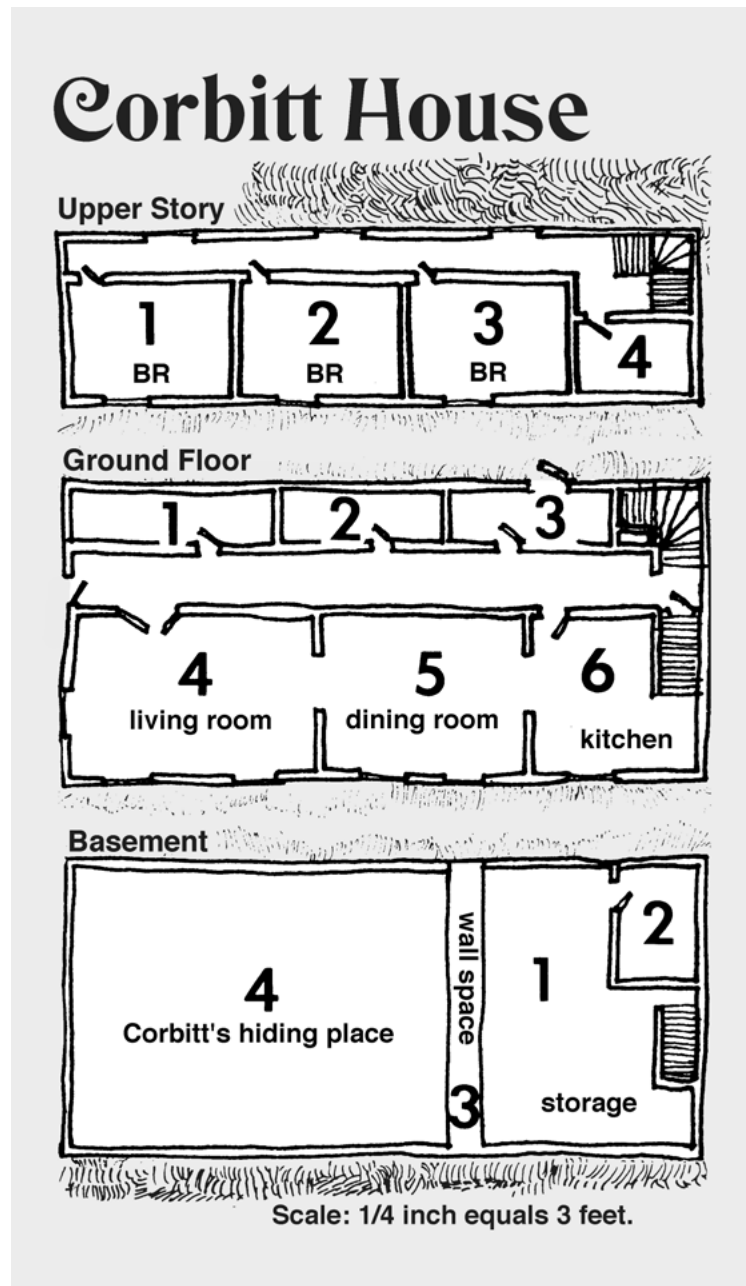 Corbitt House
Upper Story
1
BR
2
BR
3
BR
4
Ground Floor
1
2
3
4
living room
5
dining room
6
kitchen
Basement
4
Corbitt's hiding place
wall space
3
1
storage
2
Scale: 1/4 inch equals 3 feet.